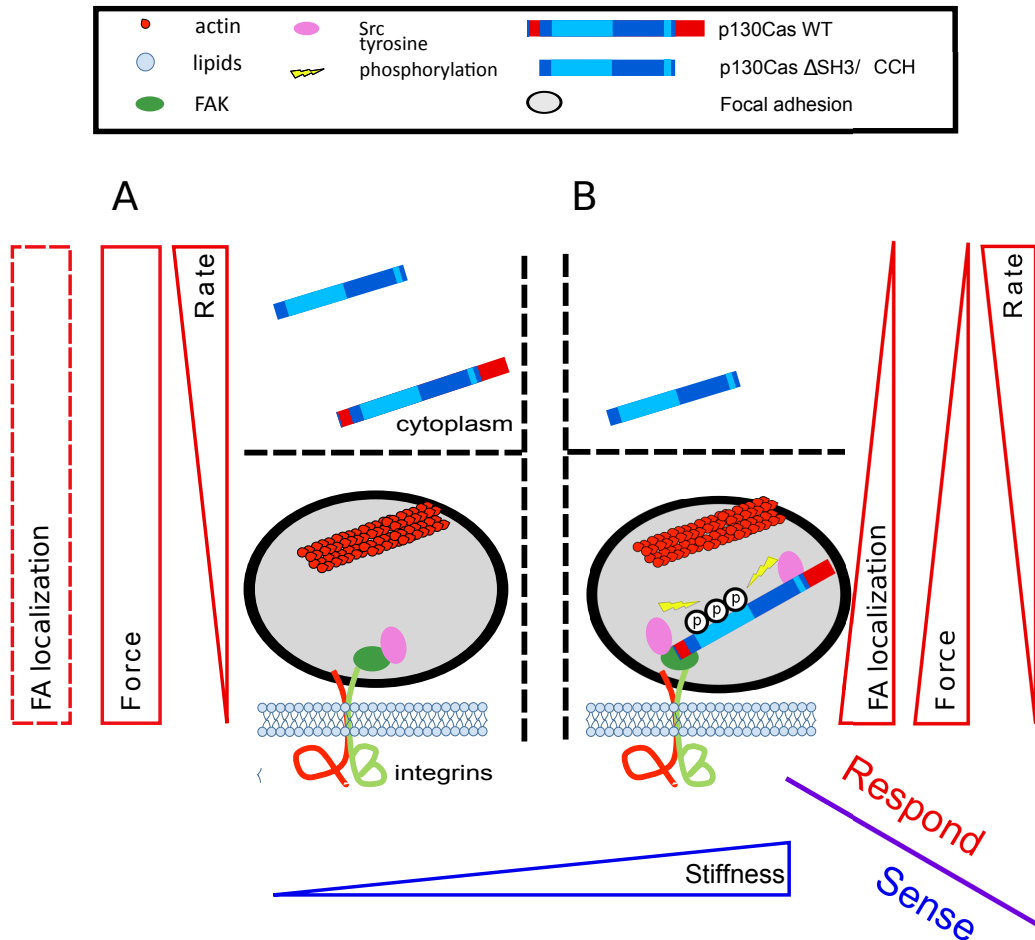 actin
lipids
FAK
Src
tyrosine
phosphorylation
p130Cas WT
p130Cas ΔSH3/ CCH
Focal adhesion
A
B
FA localization
Force
Rate
cytoplasm
integrins
p p p
FA localization
Force
Rate
Stiffness
Respond
Sense